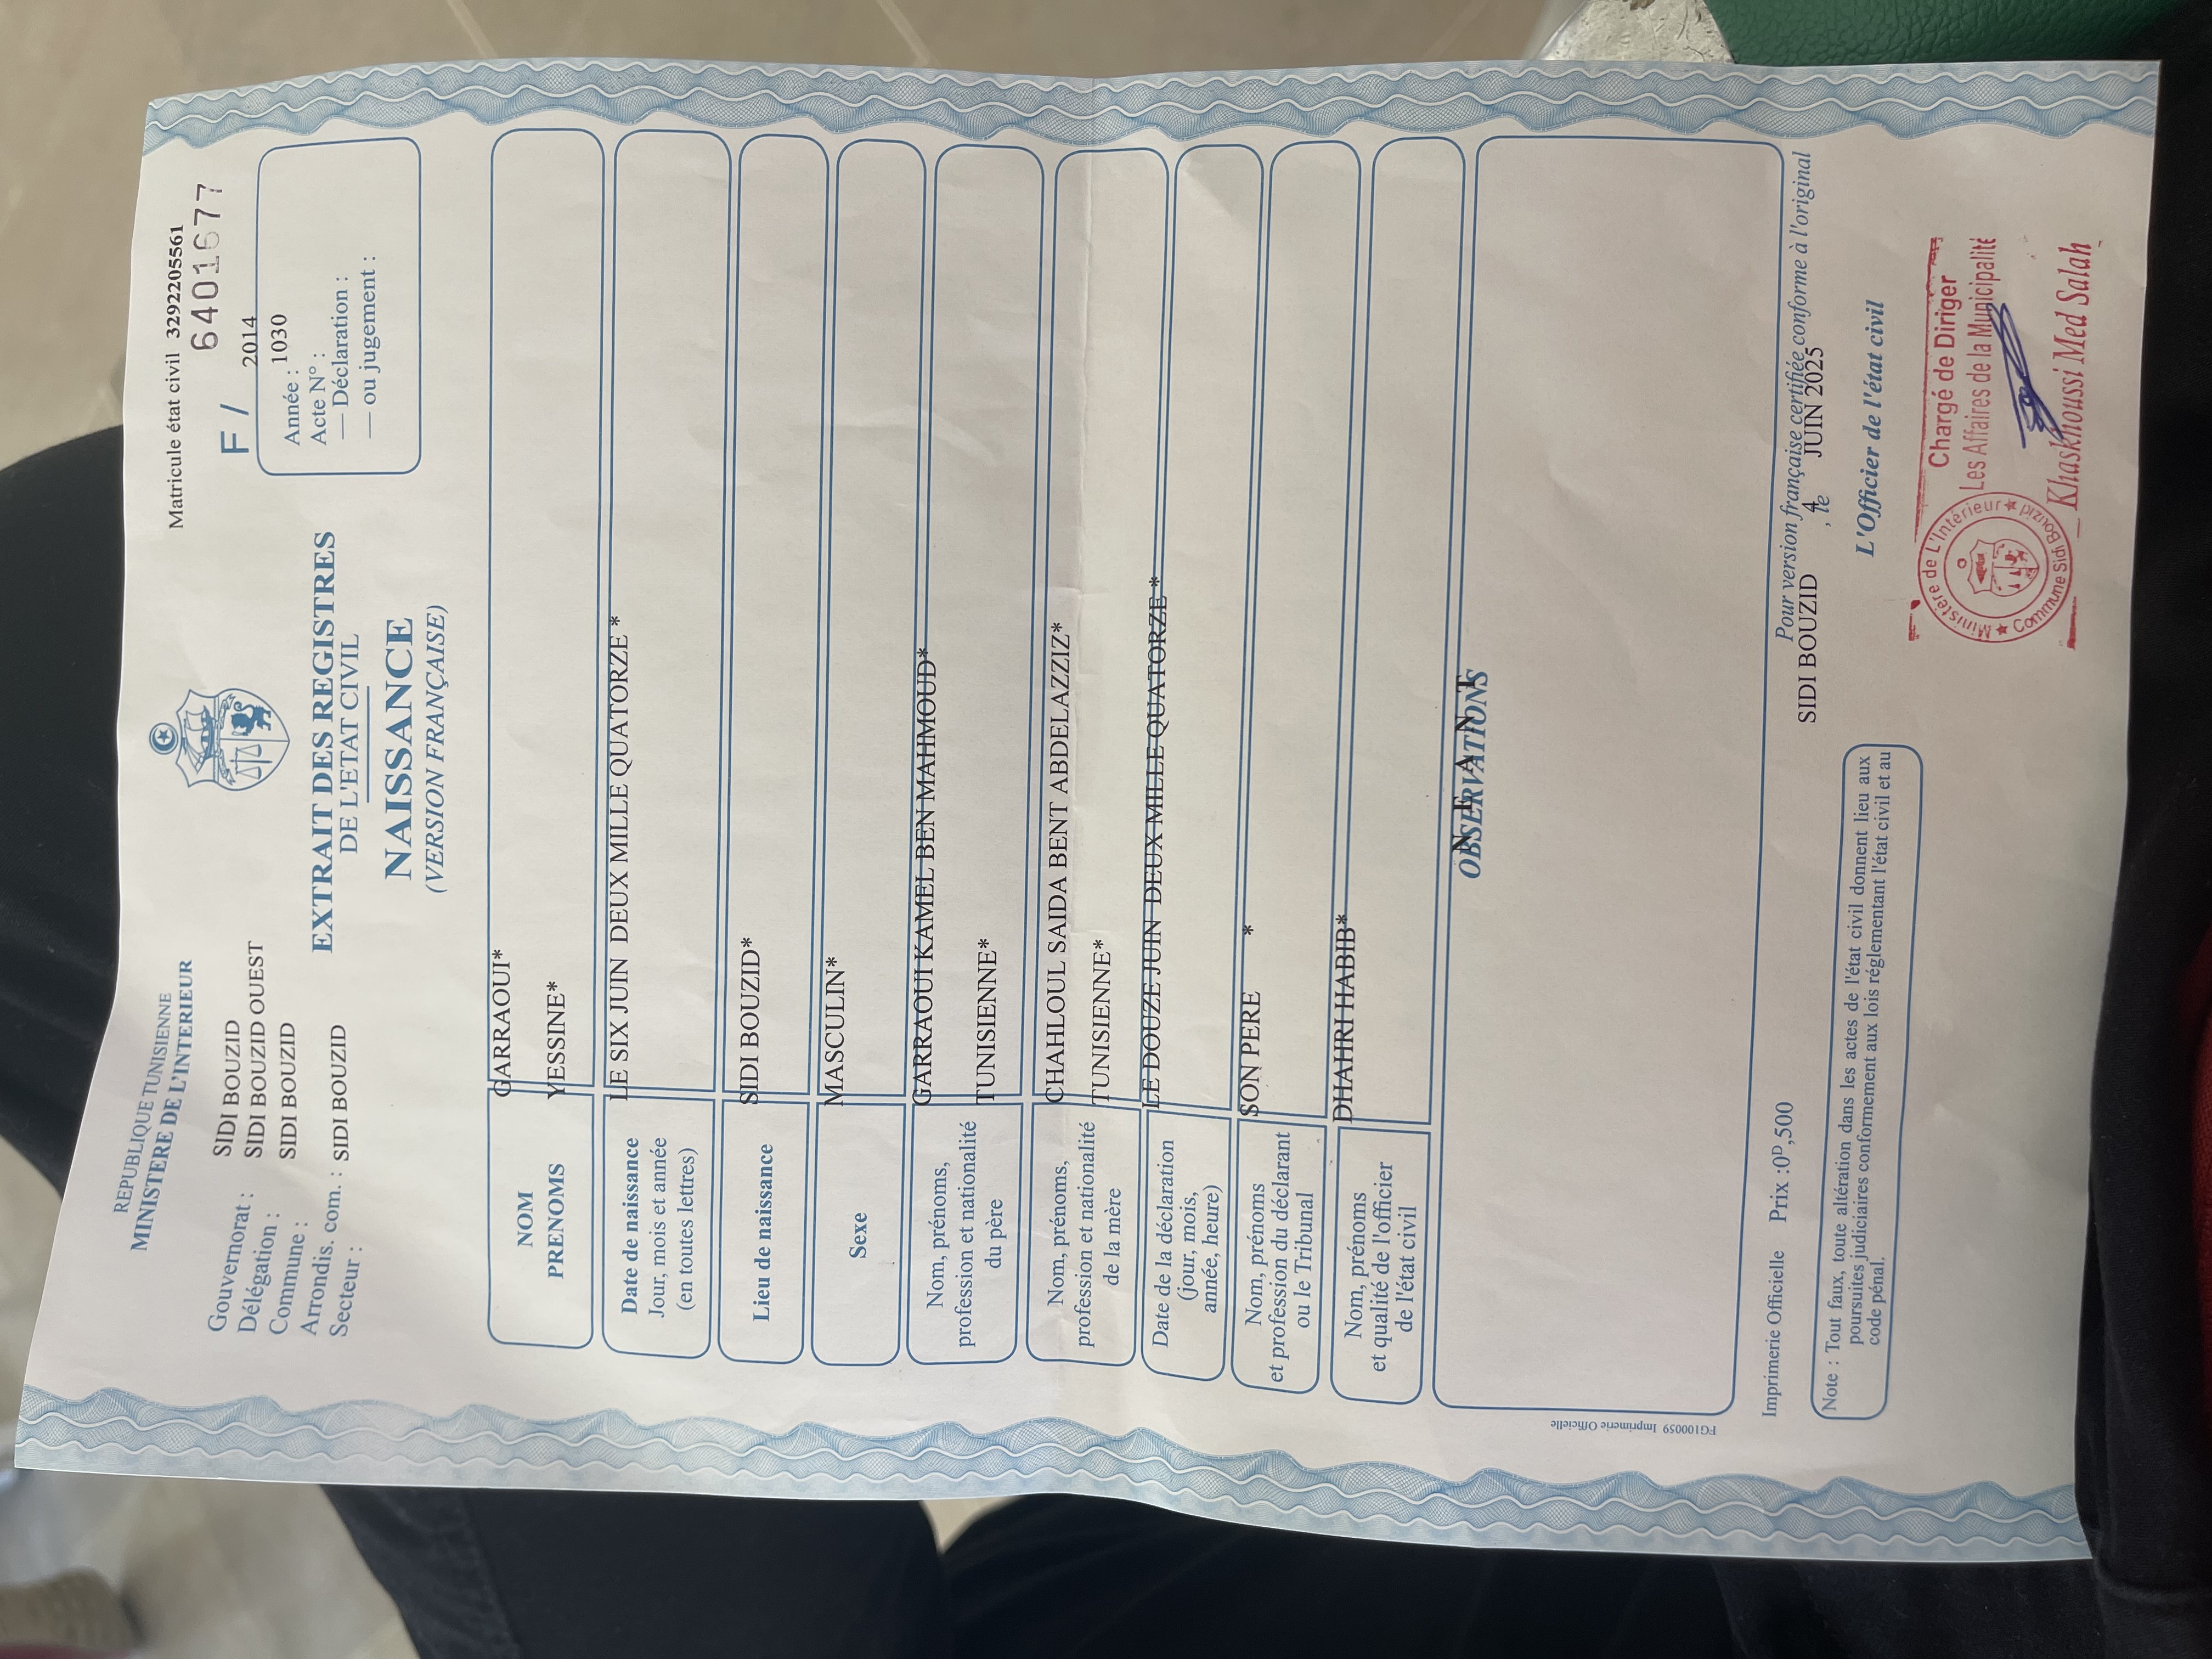 REPUBLIQUE TUNISIENNE
MINISTERE DE L'INTERIEUR
Matricule état civil 32922055561
6401677
F /
Gouvernorat : SIDI BOUZID
Délégation : SIDI BOUZID OUEST
Commune : SIDI BOUZID
Arrondis. com. :
Secteur : SIDI BOUZID
2014
Année : 1030
Acte N° :
— Déclaration :
— ou jugement :
EXTRAIT DES REGISTRES
DE L'ETAT CIVIL
NAISSANCE
(VERSION FRANÇAISE)
NOM GARRAOUI*
PRENOMS YESSINE*
Date de naissance
Jour, mois et année
(en toutes lettres)
LE SIX JUIN DEUX MILLE QUATORZE *
Lieu de naissance SIDI BOUZID*
Sexe MASCULIN*
Nom, prénoms,
profession et nationalité
du père
GARRAOUI KAMEL BEN MAHMOUD*
TUNISIENNE*
Nom, prénoms,
profession et nationalité
de la mère
CHAHLOUL SAIDA BENT ABDELAZZIZ*
TUNISIENNE*
Date de la déclaration
(jour, mois,
année, heure)
LE DOUZE JUIN DEUX MILLE QUATORZE *
Nom, prénoms
et profession du déclarant
ou le Tribunal
SON PERE *
Nom, prénoms
et qualité de l'officier
de l'état civil
DHAHRI HABIB*
OBSERVATIONS
N E A N T
FG100059 Imprimerie Officielle
Imprimerie Officielle Prix :0D,500
Pour version française certifiée conforme à l'original
SIDI BOUZID , le 4 JUIN 2025
L'Officier de l'état civil
Note : Tout faux, toute altération dans les actes de l'état civil donnent lieu aux
poursuites judiciaires conformement aux lois réglementant l'état civil et au
code pénal.
Chargé de Diriger
Les Affaires de la Municipalité
Khaskhoussi Med Salah
Ministère de L'Intérieur ★ Commune Sidi Bouzid ★